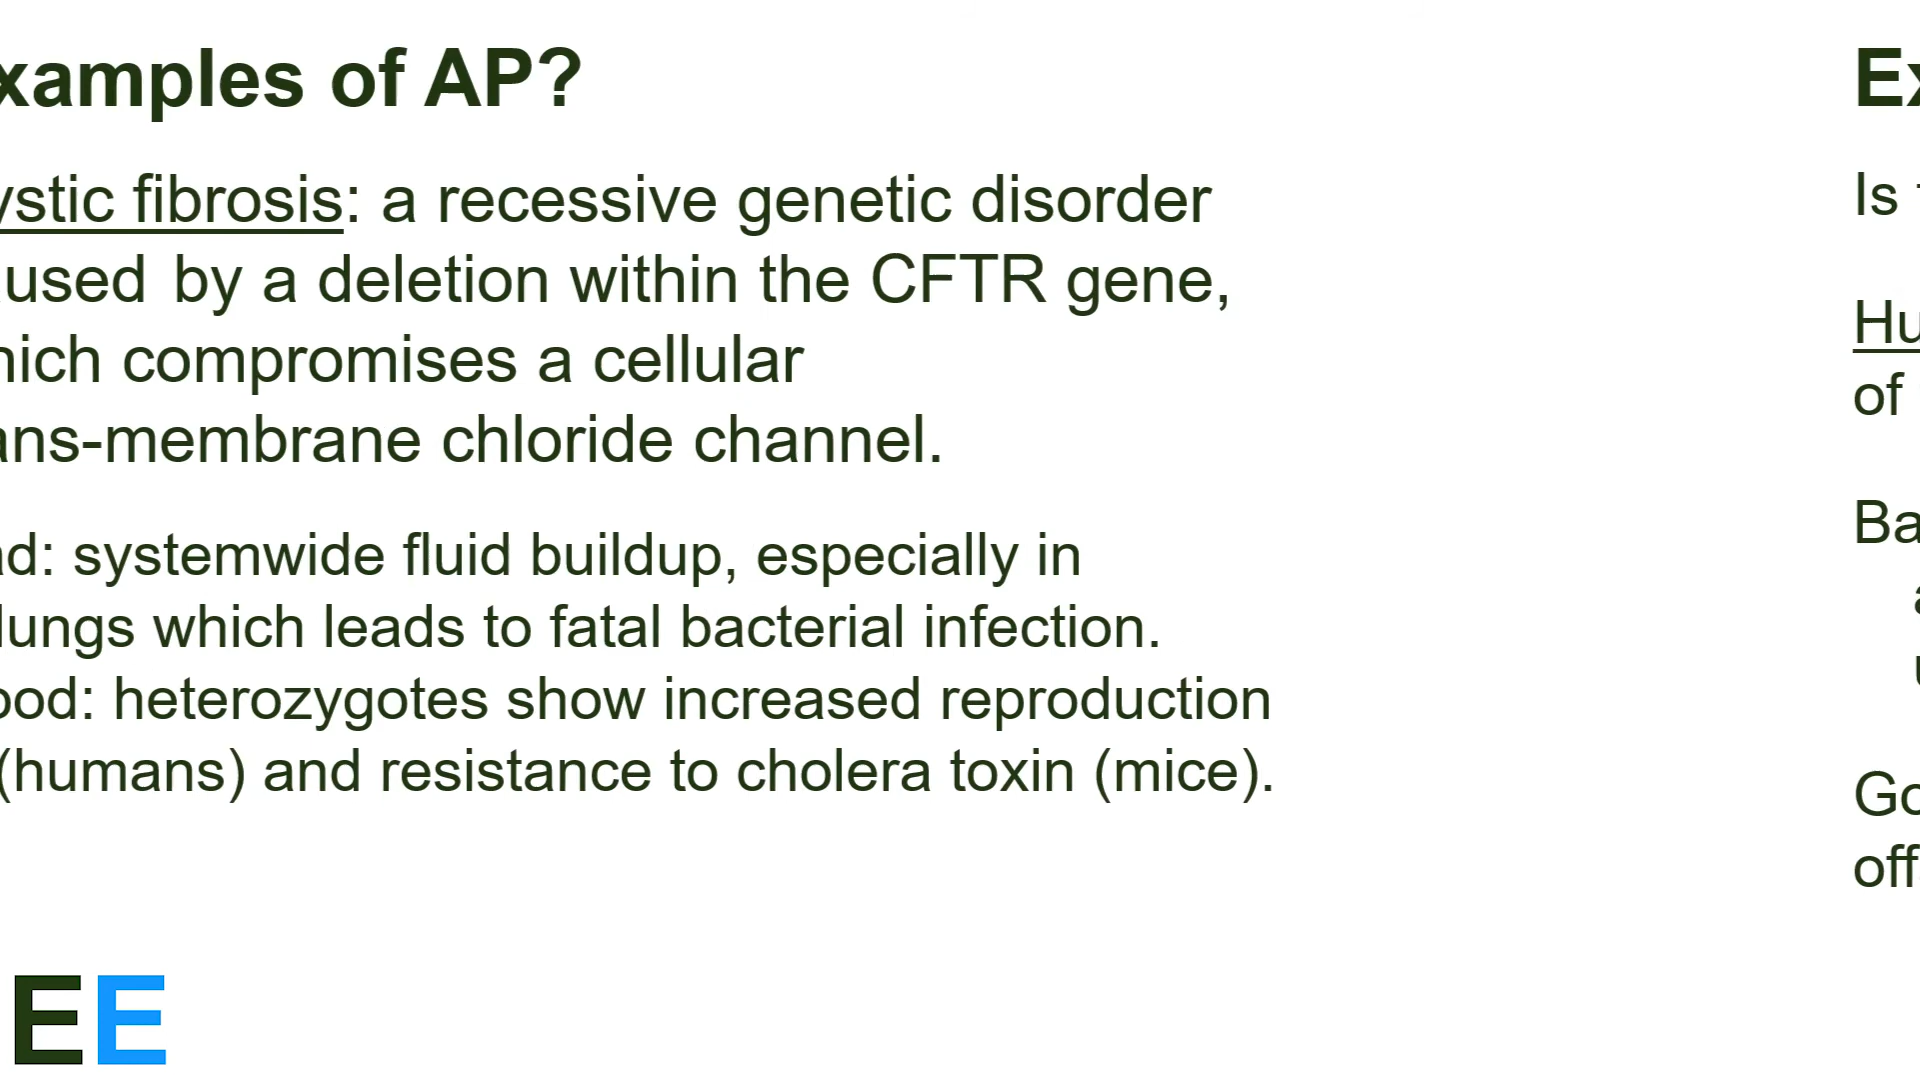 xamples of AP?
ystic fibrosis: a recessive genetic disorder
used by a deletion within the CFTR gene,
hich compromises a cellular
ans-membrane chloride channel.
ad: systemwide fluid buildup, especially in
lungs which leads to fatal bacterial infection.
ood: heterozygotes show increased reproduction
(humans) and resistance to cholera toxin (mice).
EE
Ex
Is
Hu
of
Ba
Go
off